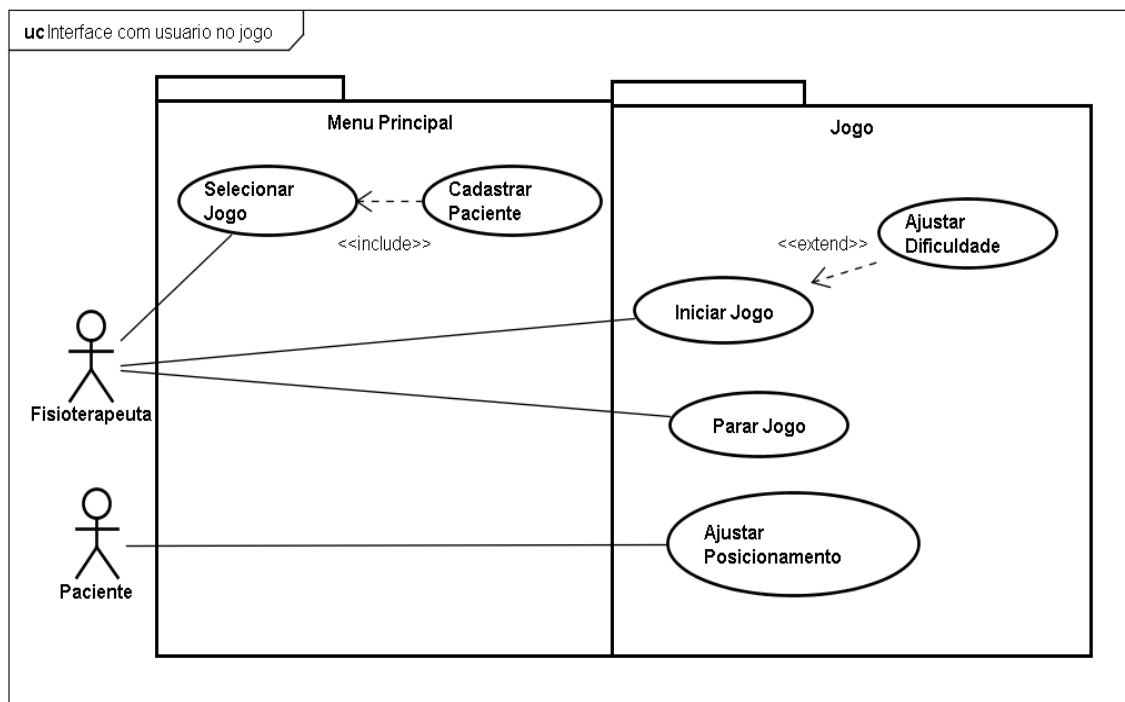 uc Interface com usuario no jogo
Menu Principal
Jogo
Selecionar
Jogo
Cadastrar
Paciente
<<include>>
Ajustar
Dificuldade
<<extend>>
Iniciar Jogo
Fisioterapeuta
Parar Jogo
Ajustar
Posicionamento
Paciente